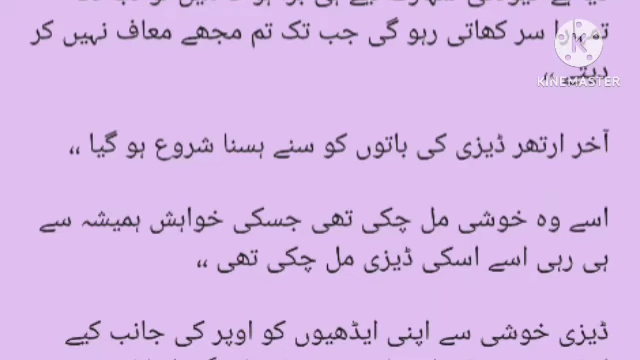 تمہارا سر کھاتی رہو گی جب تک تم مجھے معاف نہیں کر
دیتے ،،
KINEMASTER
آخر ارتھر ڈیزی کی باتوں کو سنے ہسنا شروع ہو گیا ،،
اسے وہ خوشی مل چکی تھی جسکی خواہش ہمیشہ سے
ہی رہی اسے اسکی ڈیزی مل چکی تھی ،،
ڈیزی خوشی سے اپنی ایڈھیوں کو اوپر کی جانب کیے